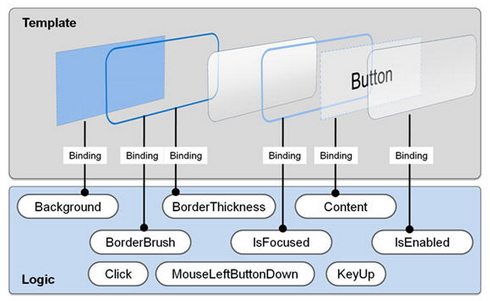 Template
Button
Binding Binding Binding Binding Binding Binding
Background BorderThickness Content
BorderBrush IsFocused IsEnabled
Click MouseLeftButtonDown KeyUp
Logic